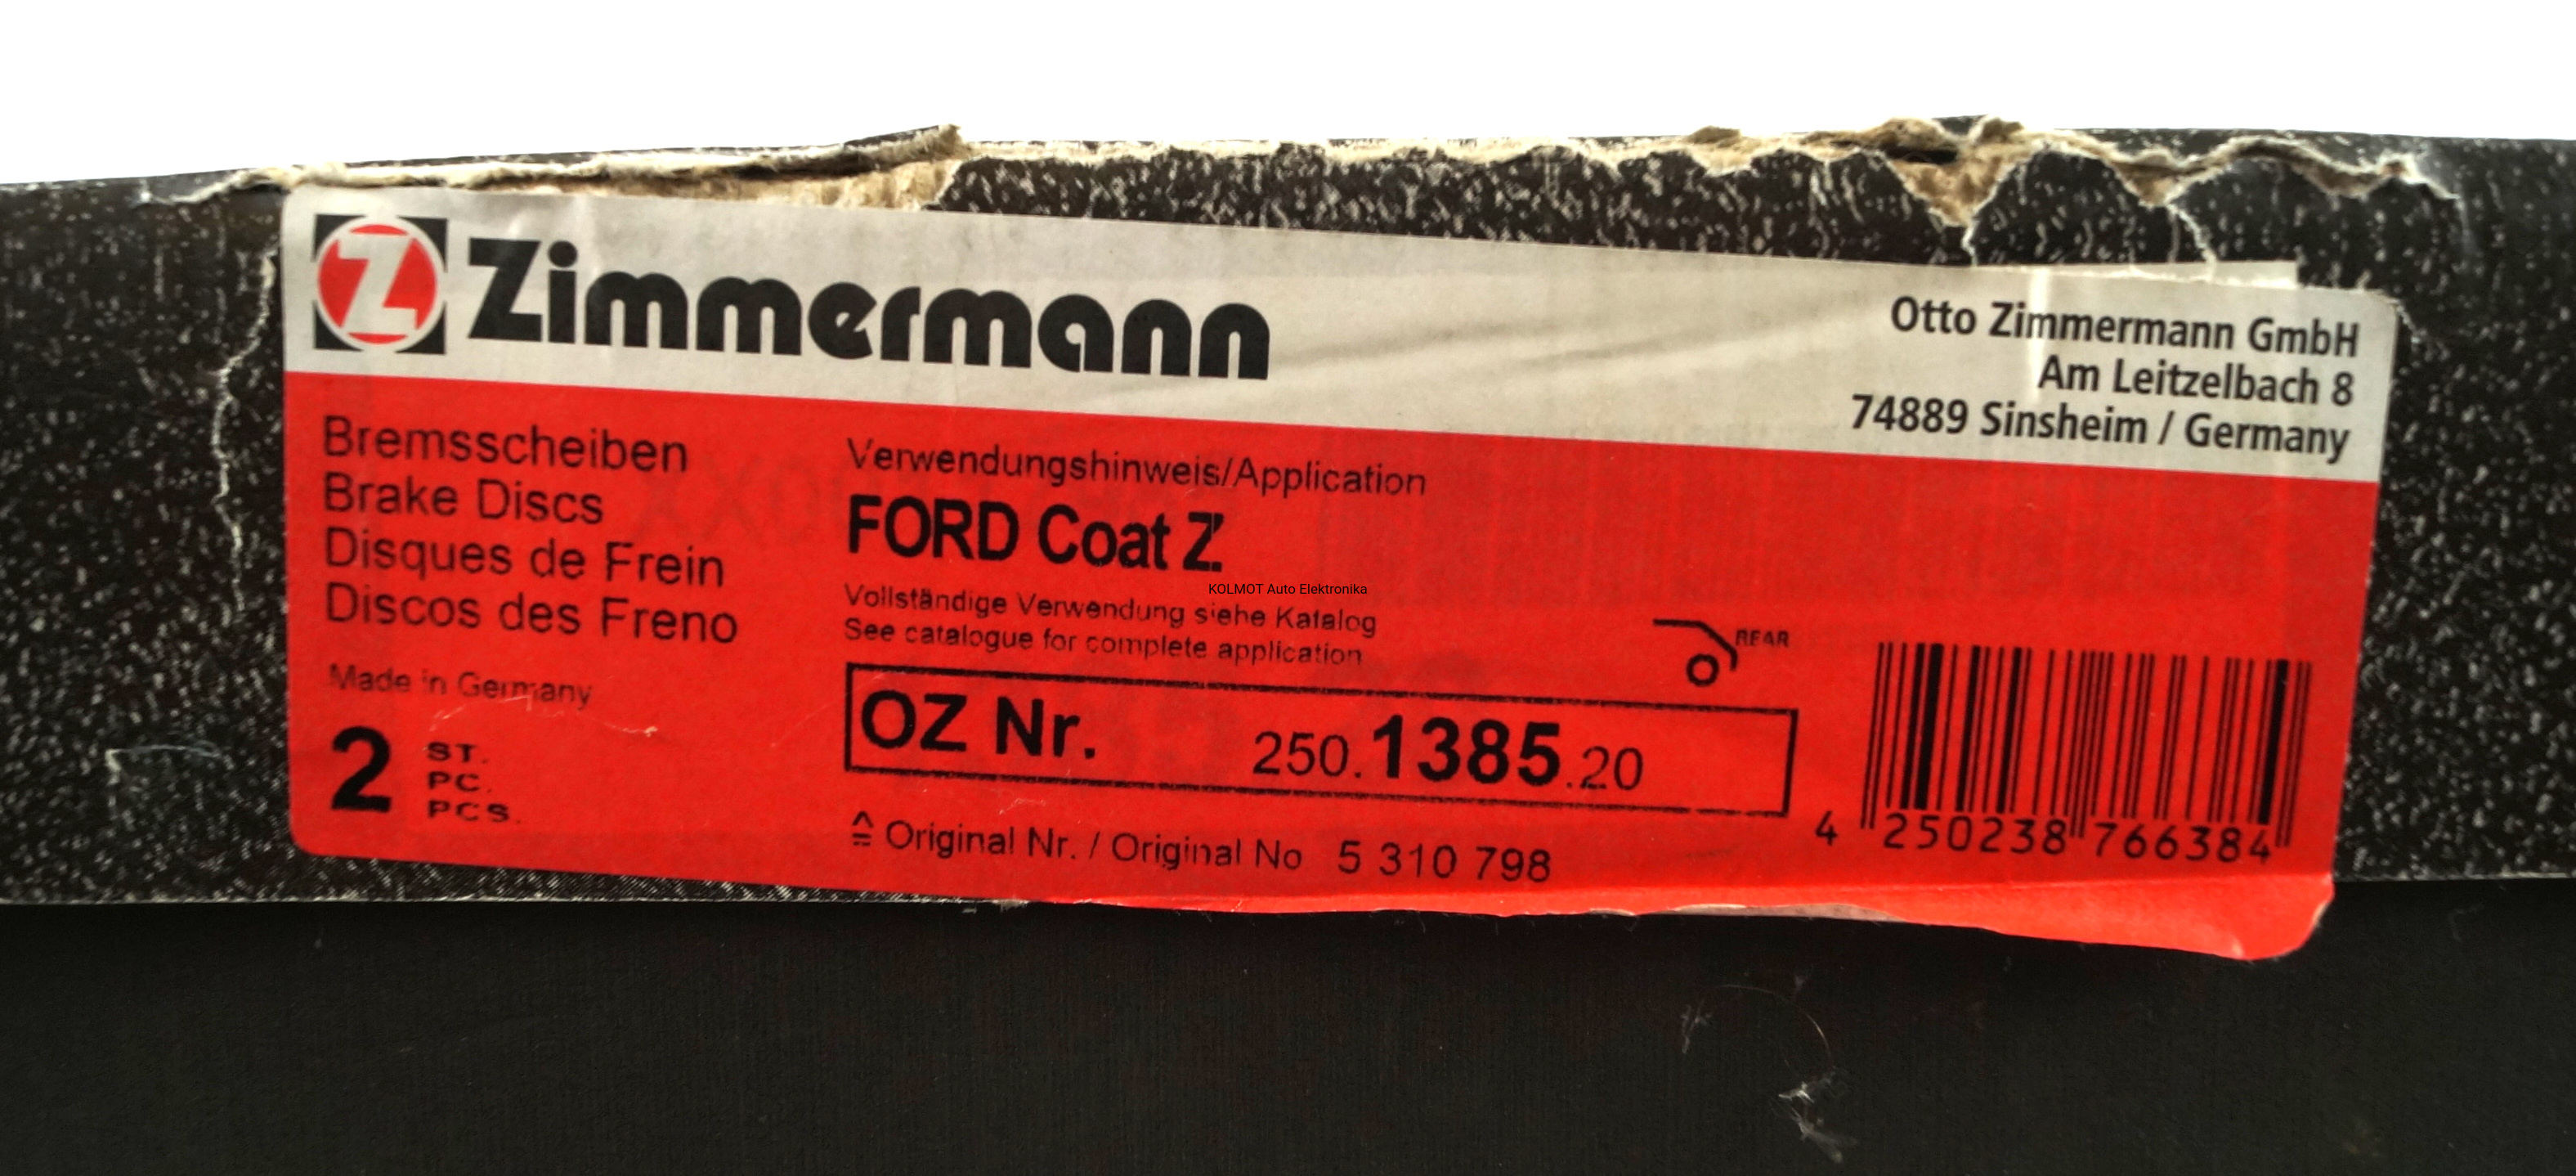 Z Zimmermann
Otto Zimmermann GmbH
Am Leitzelbach 8
74889 Sinsheim / Germany
Bremsscheiben
Brake Discs
Disques de Frein
Discos des Freno
Made in Germany
2 ST.
PC.
PCS.
Verwendungshinweis/Application
FORD Coat Z
KOLMOT Auto Elektronika
Vollständige Verwendung siehe Katalog
See catalogue for complete application
REAR
OZ Nr. 250.1385.20
≙ Original Nr. / Original No 5 310 798
4 250238 766384